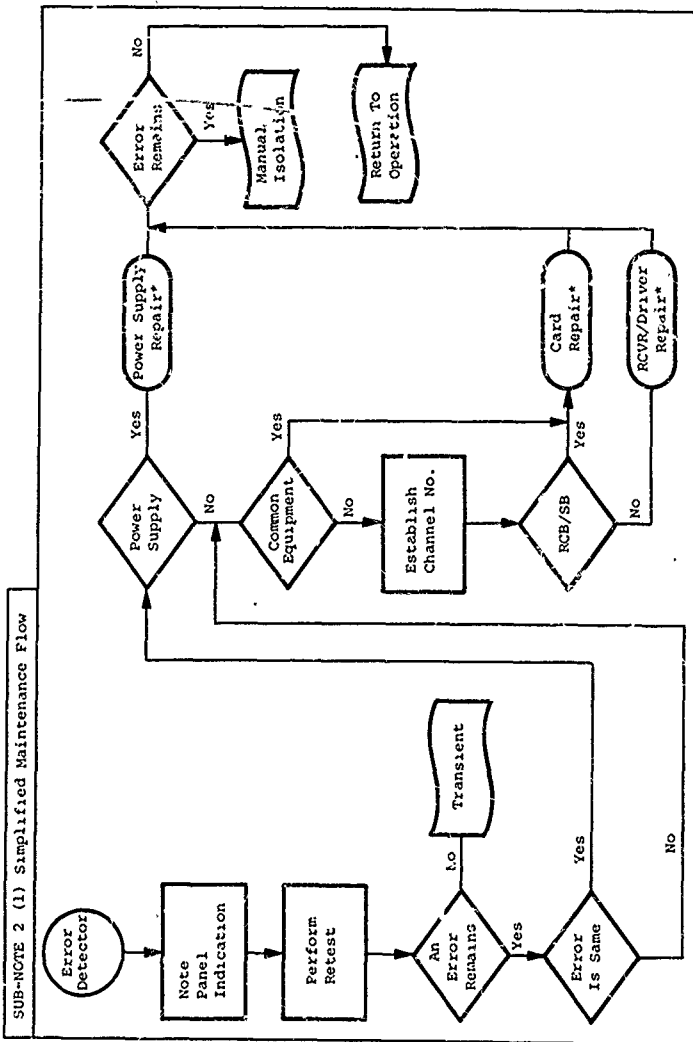 SUB-NOTE 2 (1) Simplified Maintenance Flow
Error
Detector
Note
Panel
Indication
Perform
Retest
An
Error
Remains
No
Transient
Yes
Error
Is Same
Yes
No
Power
Supply
Yes
Power Supply
Repair*
No
Common
Equipment
Yes
No
Establish
Channel No.
RCB/SB
Yes
Card
Repair*
No
RCVR/Driver
Repair*
Error
Remains
No
Yes
Manual
Isolation
Return To
Operation